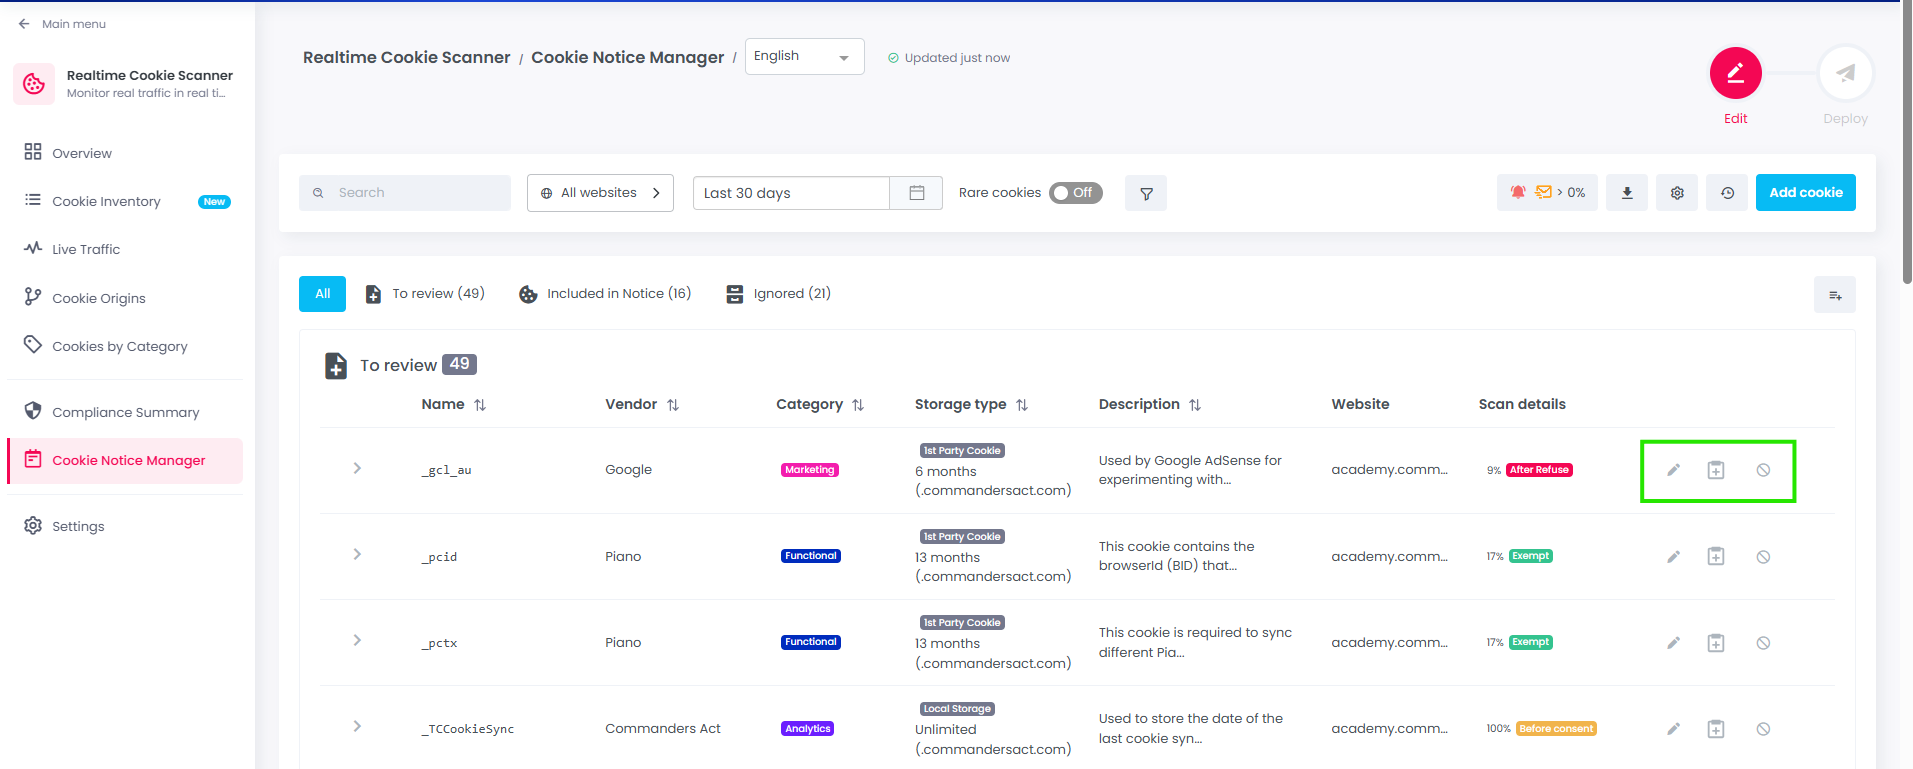 Main menu
Realtime Cookie Scanner
Monitor real traffic in real ti...
Overview
Cookie Inventory New
Live Traffic
Cookie Origins
Cookies by Category
Compliance Summary
Cookie Notice Manager
Settings
Realtime Cookie Scanner / Cookie Notice Manager / English Updated just now
Edit Deploy
Search All websites Last 30 days Rare cookies Off > 0% Add cookie
All To review (49) Included in Notice (16) Ignored (21)
To review 49
Name Vendor Category Storage type Description Website Scan details
_gcl_au Google Marketing 1st Party Cookie
6 months
(.commandersact.com) Used by Google AdSense for
experimenting with... academy.comm... 9% After Refuse
_pcid Piano Functional 1st Party Cookie
13 months
(.commandersact.com) This cookie contains the
browserId (BID) that... academy.comm... 17% Exempt
_pctx Piano Functional 1st Party Cookie
13 months
(.commandersact.com) This cookie is required to sync
different Pia... academy.comm... 17% Exempt
_TCCookieSync Commanders Act Analytics Local Storage
Unlimited
(.commandersact.com) Used to store the date of the
last cookie syn... academy.comm... 100% Before consent